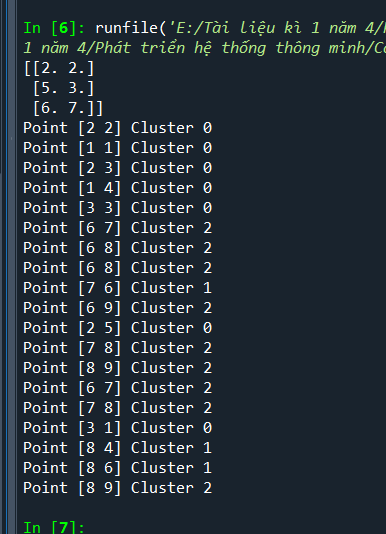 In [6]: runfile('E:/Tài liệu kì 1 năm 4/
1 năm 4/Phát triển hệ thống thông minh/
[[2. 2.]
[5. 3.]
[6. 7.]]
Point [2 2] Cluster 0
Point [1 1] Cluster 0
Point [2 3] Cluster 0
Point [1 4] Cluster 0
Point [3 3] Cluster 0
Point [6 7] Cluster 2
Point [6 8] Cluster 2
Point [6 8] Cluster 2
Point [7 6] Cluster 1
Point [6 9] Cluster 2
Point [2 5] Cluster 0
Point [7 8] Cluster 2
Point [8 9] Cluster 2
Point [6 7] Cluster 2
Point [7 8] Cluster 2
Point [3 1] Cluster 0
Point [8 4] Cluster 1
Point [8 6] Cluster 1
Point [8 9] Cluster 2
In [7]: